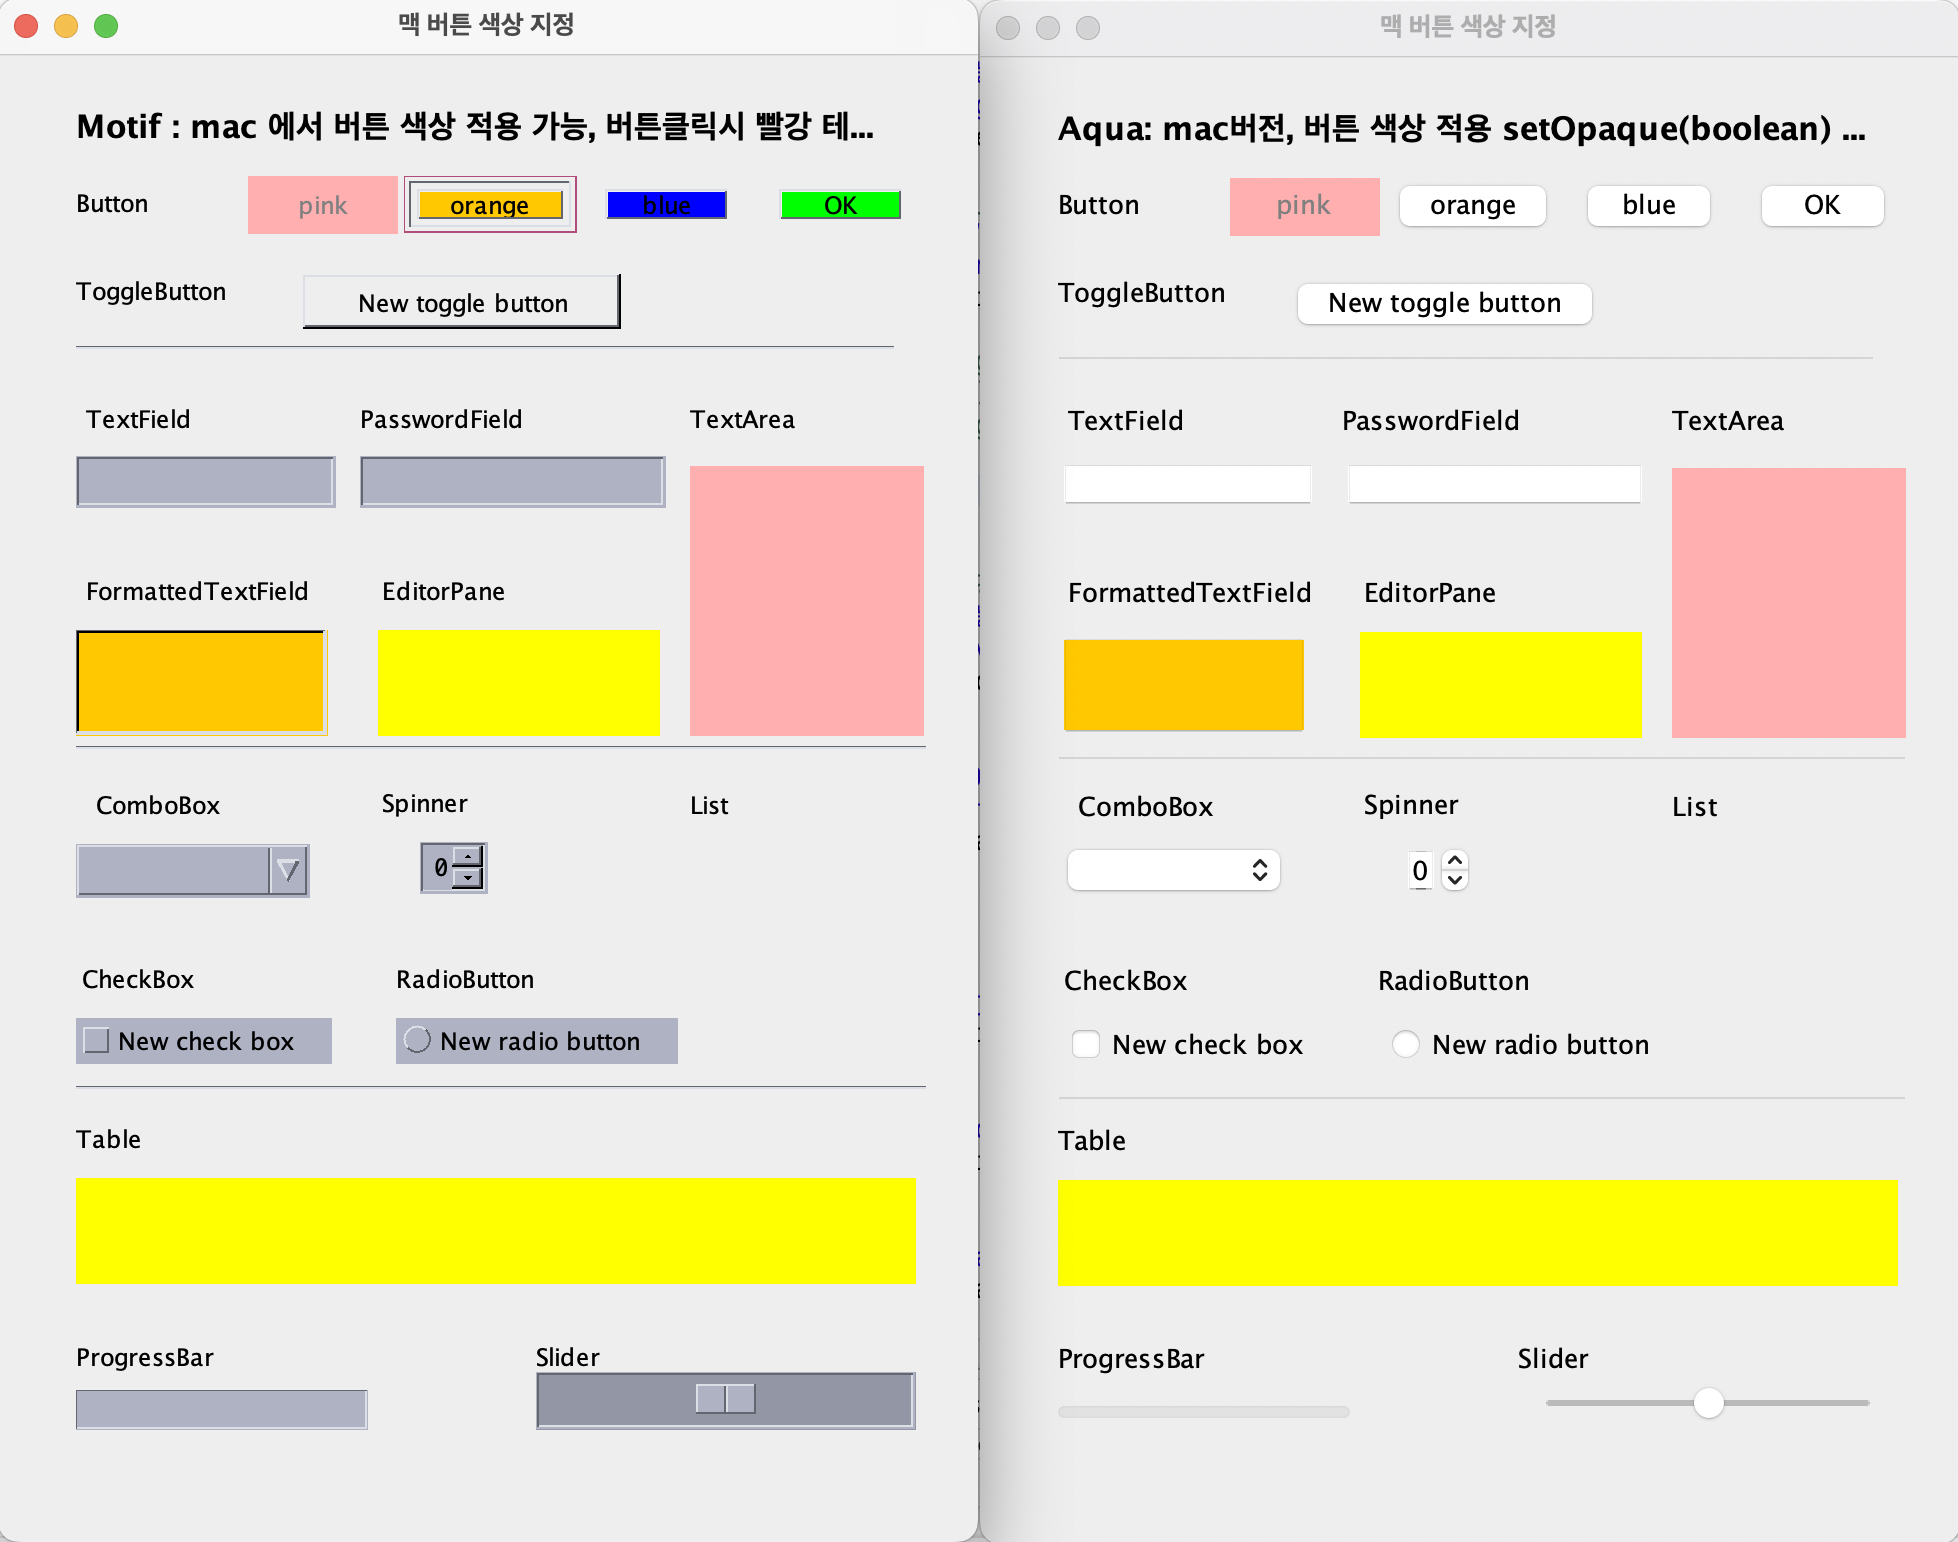 맥 버튼 색상 지정
Motif : mac 에서 버튼 색상 적용 가능, 버튼클릭시 빨강 테...
Button pink orange blue OK
ToggleButton New toggle button
TextField PasswordField TextArea
FormattedTextField EditorPane
ComboBox Spinner List
0
CheckBox RadioButton
New check box New radio button
Table
ProgressBar Slider
맥 버튼 색상 지정
Aqua: mac버전, 버튼 색상 적용 setOpaque(boolean) ...
Button pink orange blue OK
ToggleButton New toggle button
TextField PasswordField TextArea
FormattedTextField EditorPane
ComboBox Spinner List
0
CheckBox RadioButton
New check box New radio button
Table
ProgressBar Slider